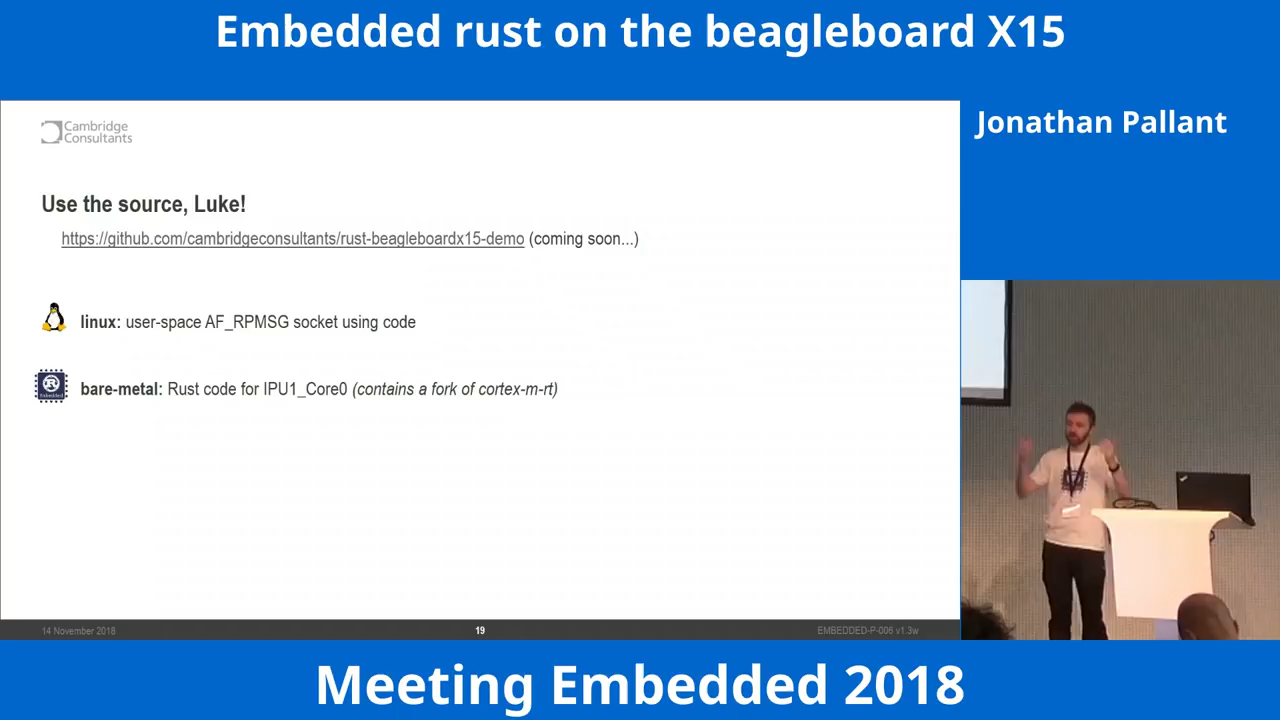 Embedded rust on the beagleboard X15
Jonathan Pallant
Cambridge
Consultants
Use the source, Luke!
https://github.com/cambridgeconsultants/rust-beagleboardx15-demo (coming soon...)
linux: user-space AF_RPMSG socket using code
bare-metal: Rust code for IPU1_Core0 (contains a fork of cortex-m-rt)
14 November 2018
19
EMBEDDED-P-006 v1.3w
Meeting Embedded 2018